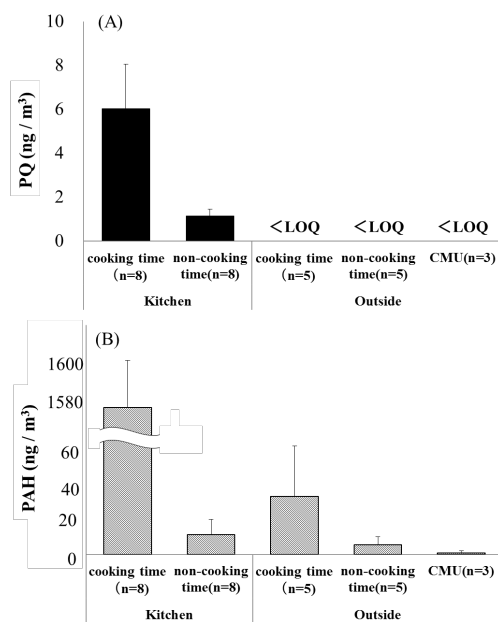 (A)
10
8
6
4
2
0
PQ (ng / m³)
<LOQ <LOQ <LOQ
cooking time non-cooking cooking time non-cooking CMU(n=3)
(n=8) time(n=8) (n=5) time(n=5)
Kitchen Outside
(B)
1600
1580
60
40
20
0
PAH (ng / m³)
cooking time non-cooking cooking time non-cooking CMU(n=3)
(n=8) time(n=8) (n=5) time(n=5)
Kitchen Outside